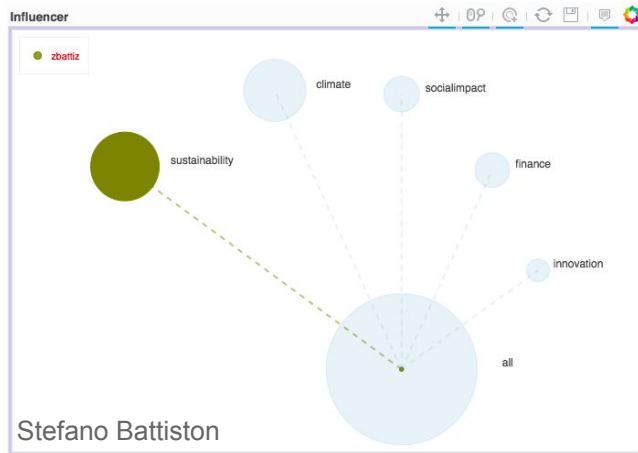 Influencer
zbattiz
climate
socialimpact
sustainability
finance
innovation
all
Stefano Battiston